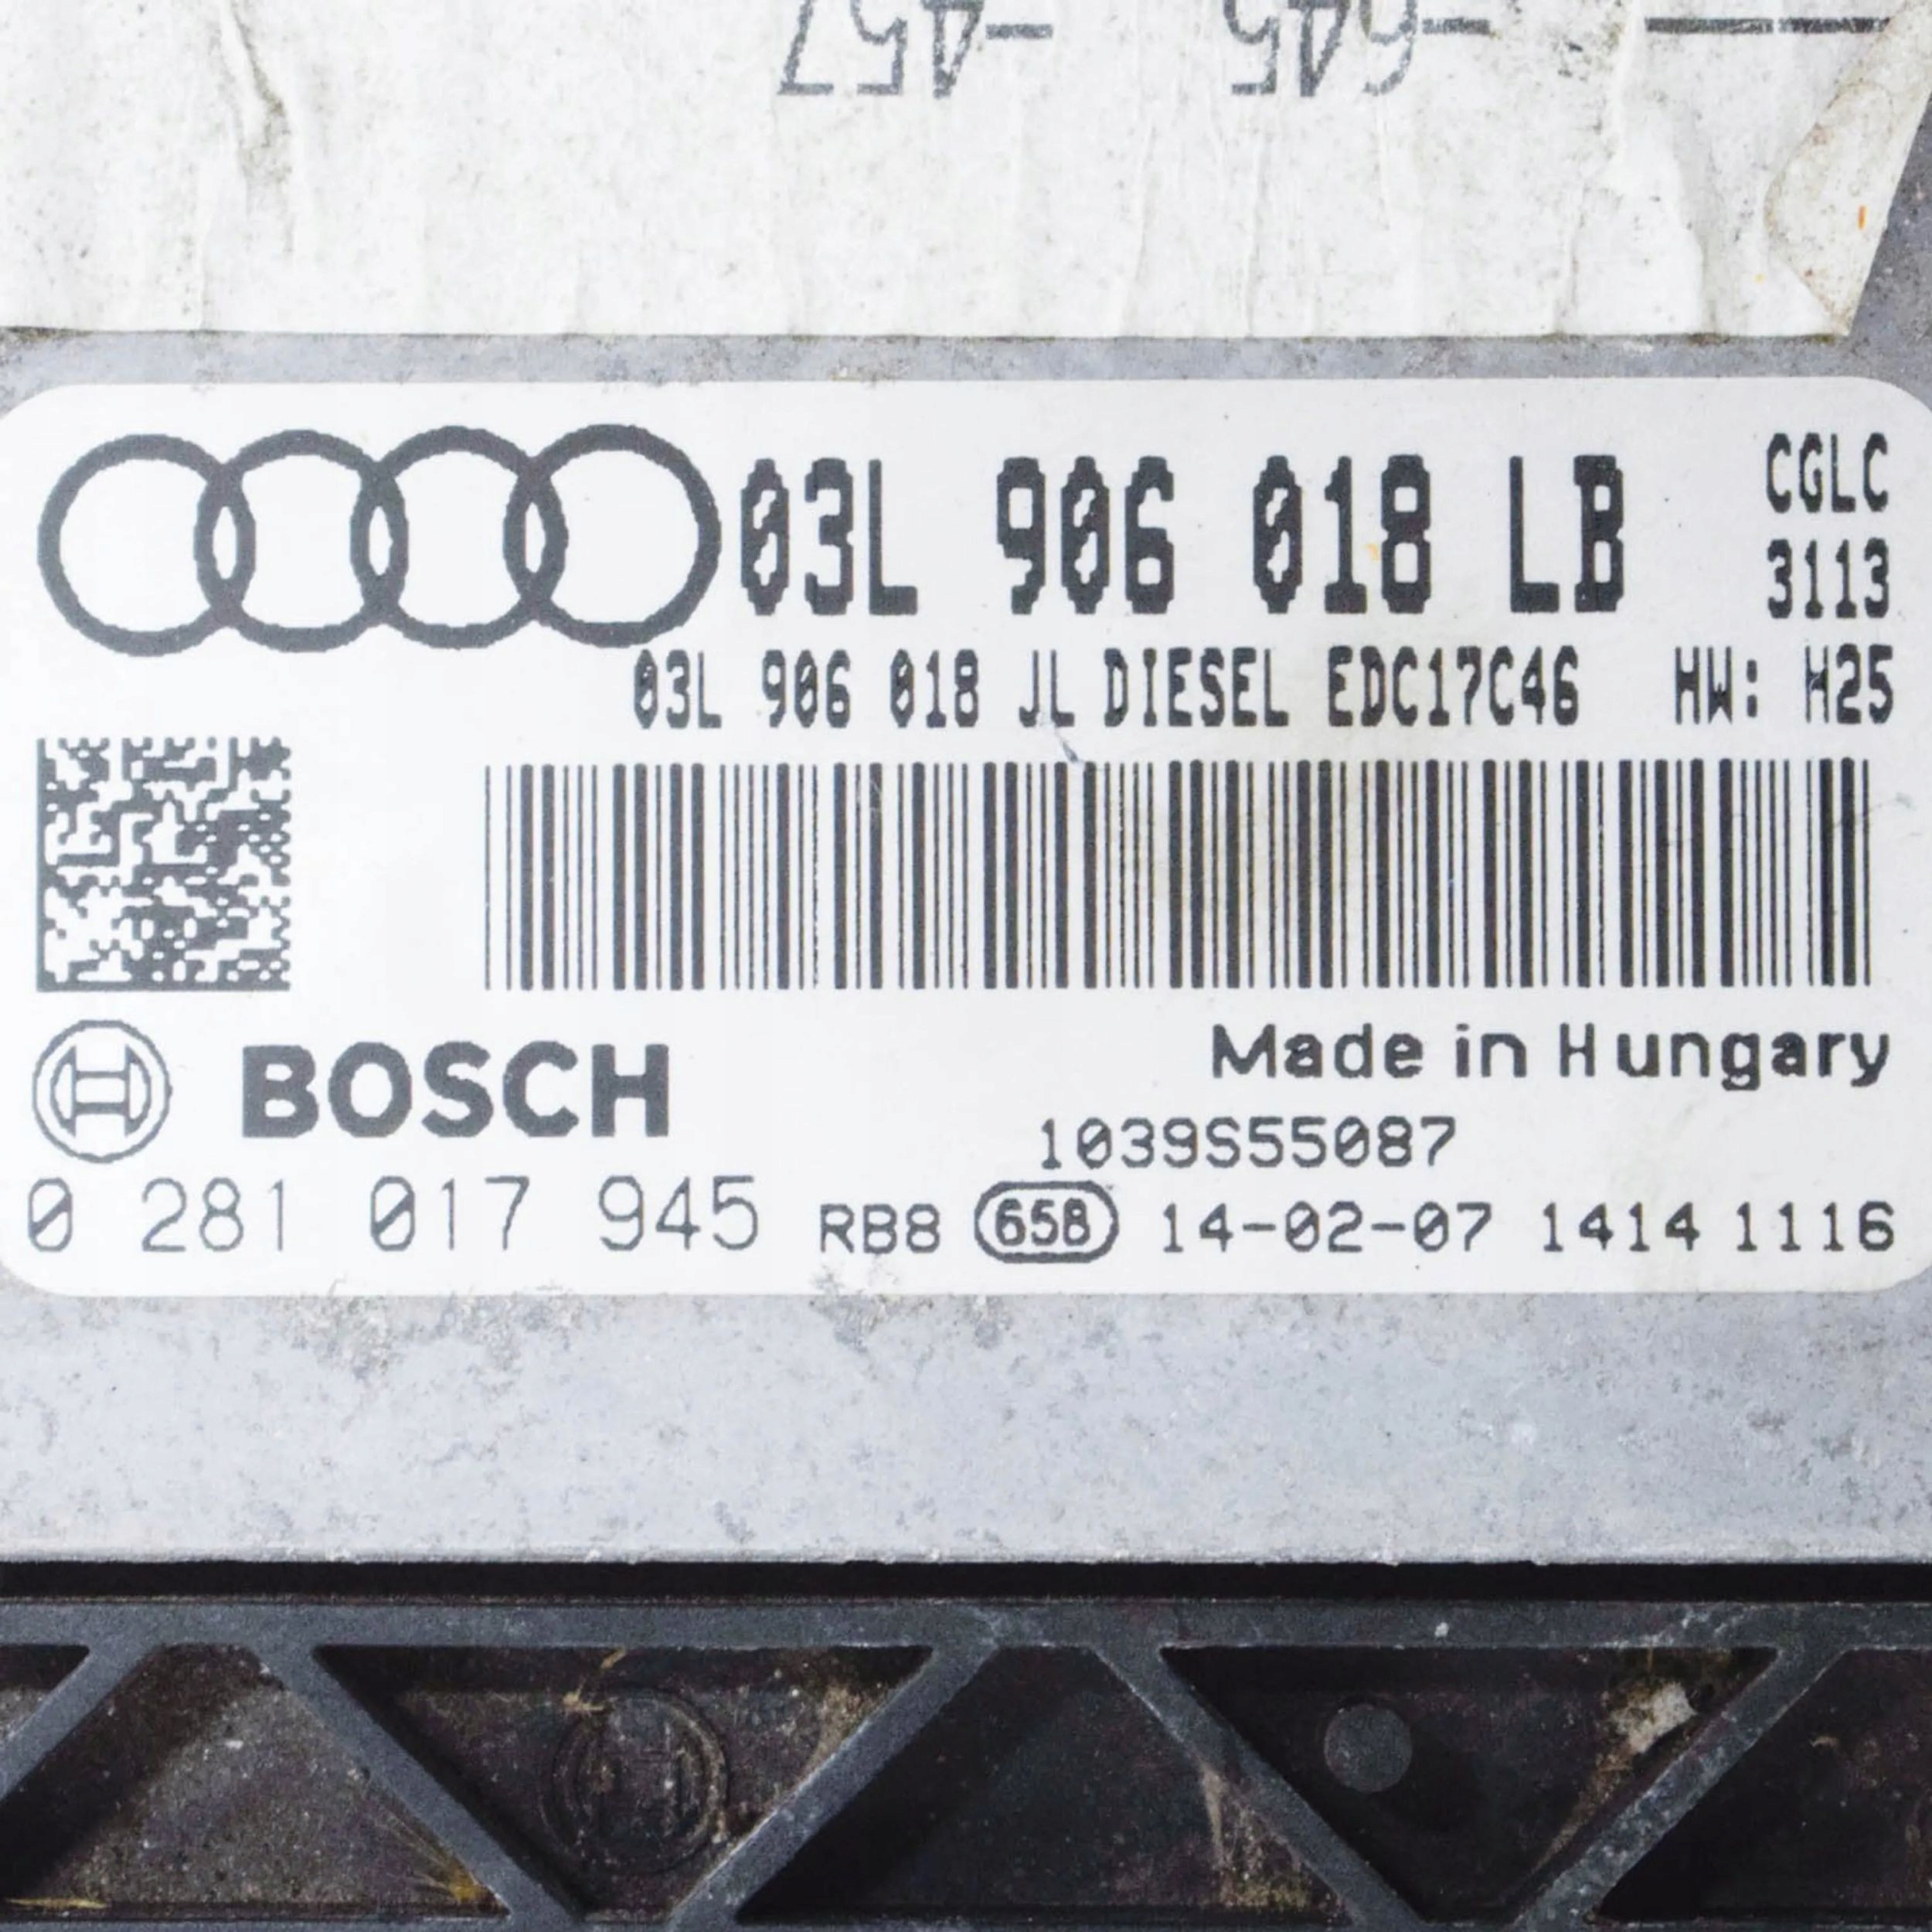 -645 -457
03L 906 018 LB CGLC
3113
03L 906 018 JL DIESEL EDC17C46 HW: H25
BOSCH Made in Hungary
1039S55087
0 281 017 945 RB8 658 14-02-07 1414 1116